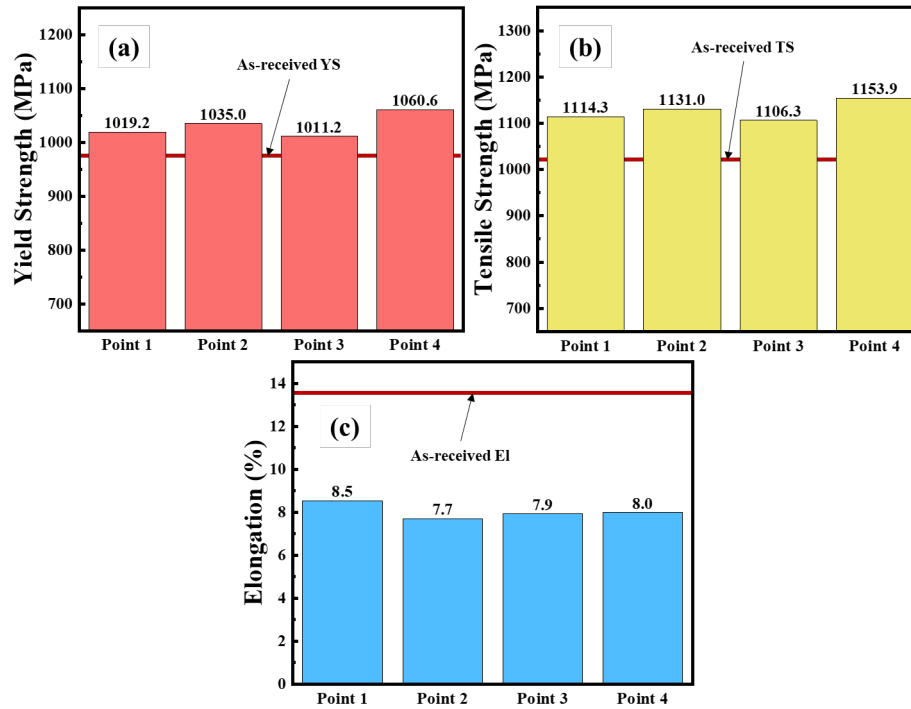 (a)
Yield Strength (MPa)
1200
1100
1000
900
800
700
As-received YS
1019.2
1035.0
1011.2
1060.6
Point 1
Point 2
Point 3
Point 4
(b)
Tensile Strength (MPa)
1300
1200
1100
1000
900
800
700
As-received TS
1114.3
1131.0
1106.3
1153.9
Point 1
Point 2
Point 3
Point 4
(c)
Elongation (%)
14
12
10
8
6
4
2
0
As-received El
8.5
7.7
7.9
8.0
Point 1
Point 2
Point 3
Point 4